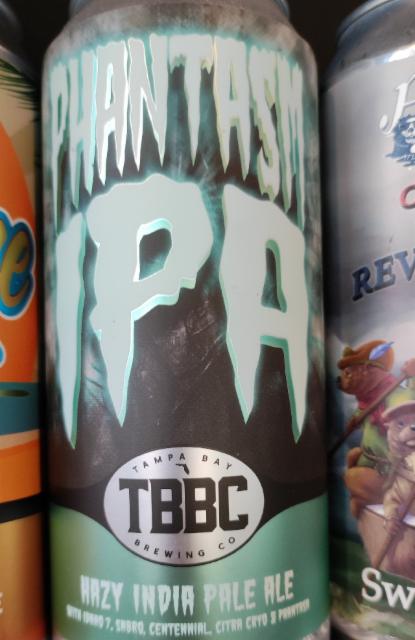 PHANTASM
IPA
TAMPA BAY
TBBC
BREWING CO
HAZY INDIA PALE ALE
WITH IDAHO 7, SABRO, CENTENNIAL, CITRA CRYO & PHANTASM
REV
Sw